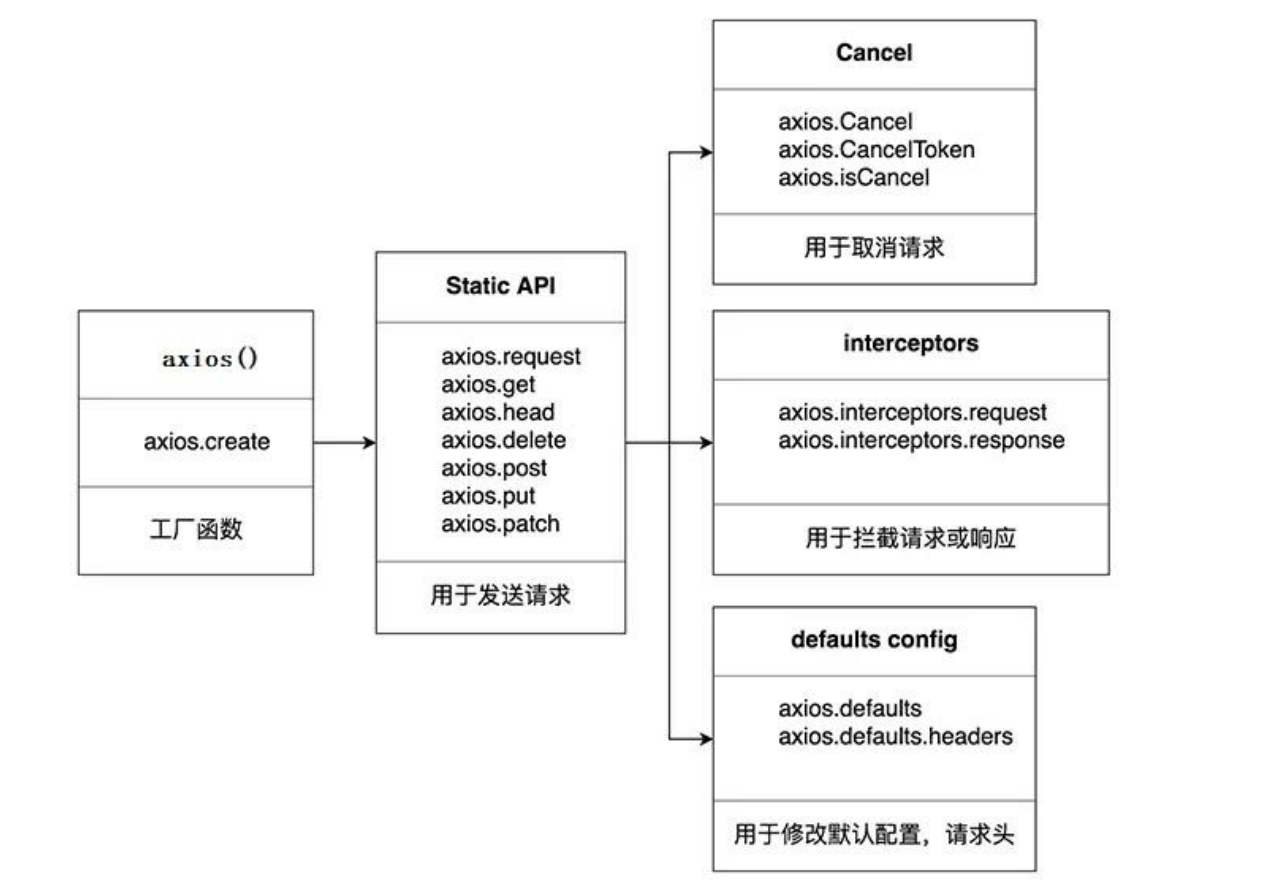 axios()
axios.create
工厂函数
Static API
axios.request
axios.get
axios.head
axios.delete
axios.post
axios.put
axios.patch
用于发送请求
Cancel
axios.Cancel
axios.CancelToken
axios.isCancel
用于取消请求
interceptors
axios.interceptors.request
axios.interceptors.response
用于拦截请求或响应
defaults config
axios.defaults
axios.defaults.headers
用于修改默认配置，请求头